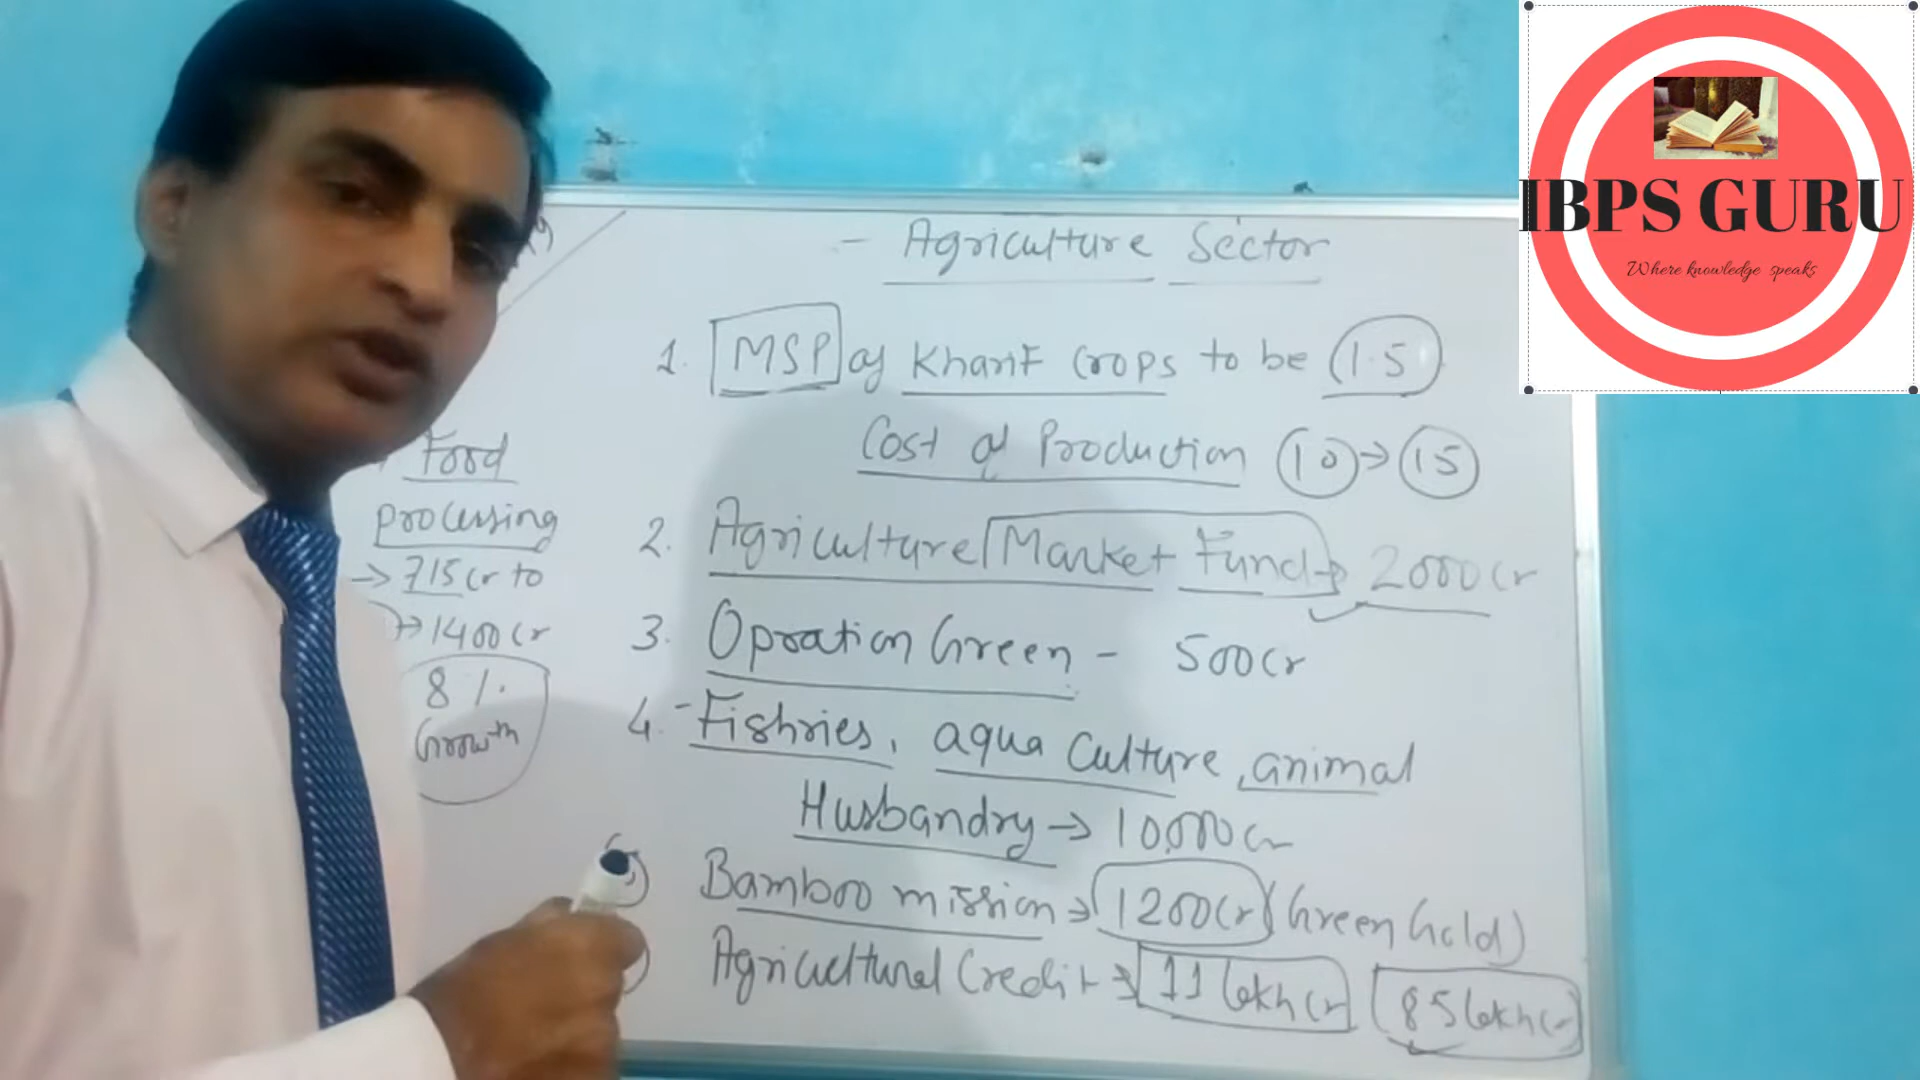 IBPS GURU
Where knowledge speaks
- Agriculture Sector
1. MSP of Kharif Crops to be 1.5
Cost of Production 10 → 15
2. Agriculture Market Fund → 2000 Cr
3. Opration Green - 500 Cr
4. Fishries, aqua Culture, animal
Husbandry → 10,000 Cr
Bamboo mission → 1200 Cr (Green Gold)
Agricultural Credit → 11 lakh Cr 85 lakh Cr
Food
processing
→ 715 Cr to
→ 1400 Cr
8 %.
Growth